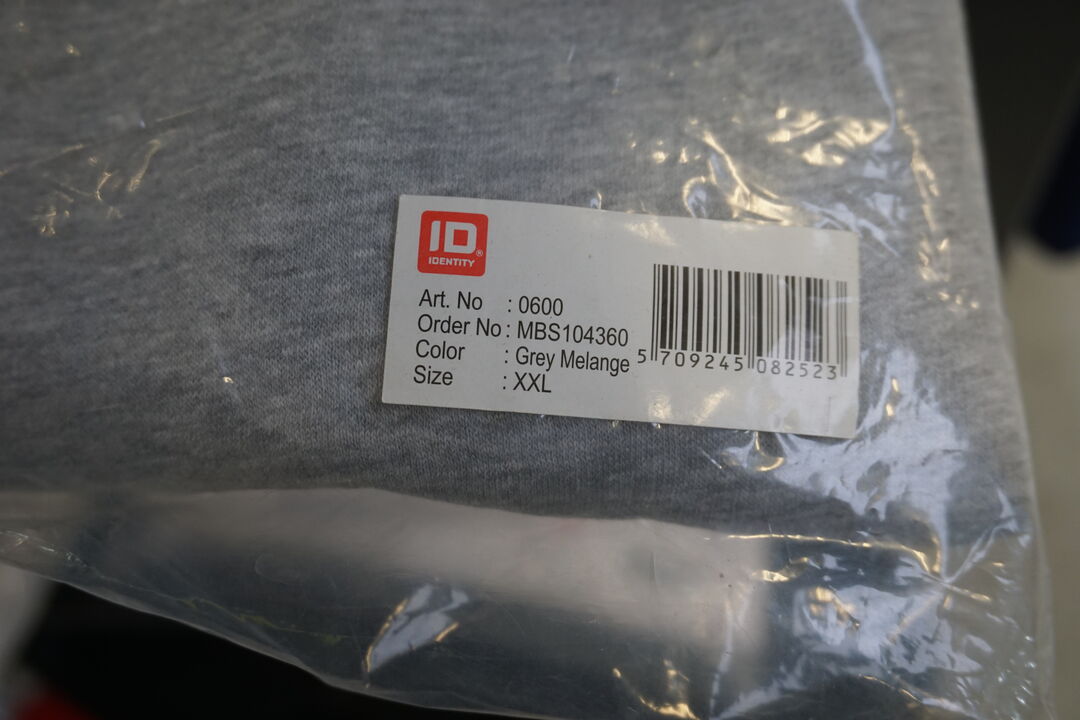 ID®
IDENTITY
Art. No : 0600
Order No : MBS104360
Color : Grey Melange
Size : XXL
5 709245 082523